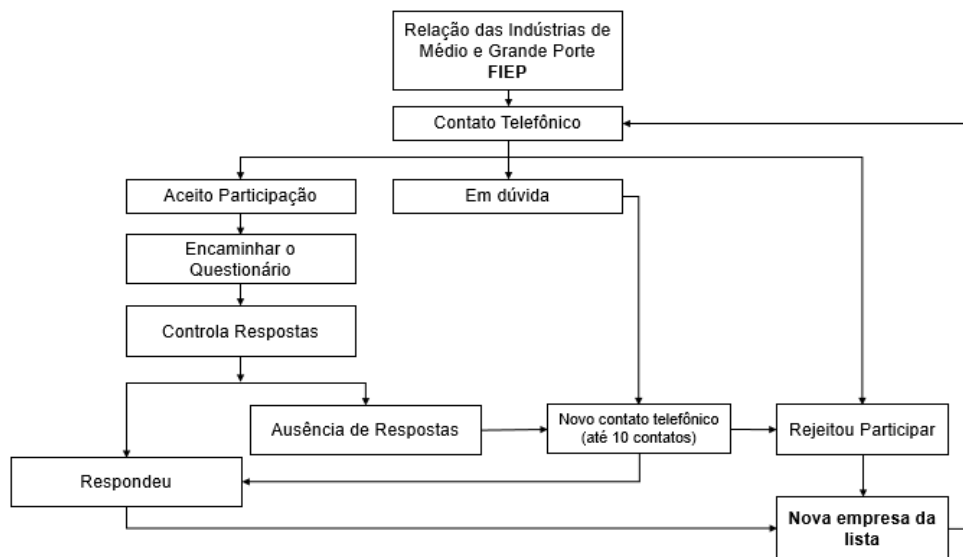 Relação das Indústrias de
Médio e Grande Porte
FIEP
Contato Telefônico
Aceito Participação
Em dúvida
Encaminhar o
Questionário
Controla Respostas
Ausência de Respostas
Novo contato telefônico
(até 10 contatos)
Rejeitou Participar
Respondeu
Nova empresa da
lista